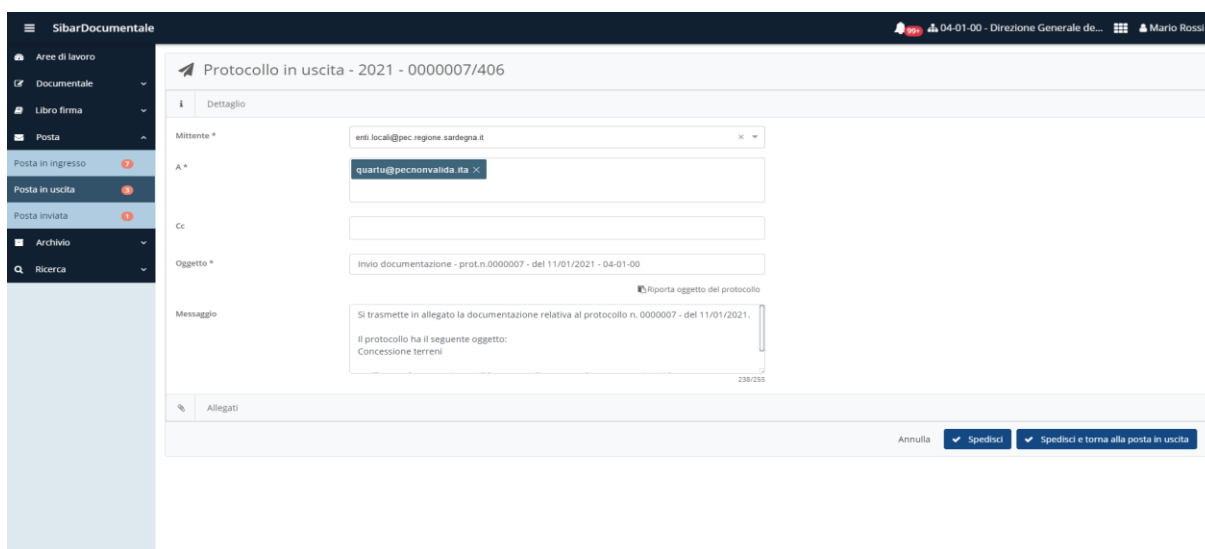 SibarDocumentale
99+
04-01-00 - Direzione Generale de...
Mario Rossi
Aree di lavoro
Documentale
Libro firma
Posta
Posta in ingresso 7
Posta in uscita 3
Posta inviata 1
Archivio
Ricerca
Protocollo in uscita - 2021 - 0000007/406
i Dettaglio
Mittente *
enti.locali@pec.regione.sardegna.it
A *
quartu@pecnonvalida.ita ×
Cc
Oggetto *
Invio documentazione - prot.n.0000007 - del 11/01/2021 - 04-01-00
Riporta oggetto del protocollo
Messaggio
Si trasmette in allegato la documentazione relativa al protocollo n. 0000007 - del 11/01/2021.
Il protocollo ha il seguente oggetto:
Concessione terreni
238/255
Allegati
Annulla
Spedisci
Spedisci e torna alla posta in uscita